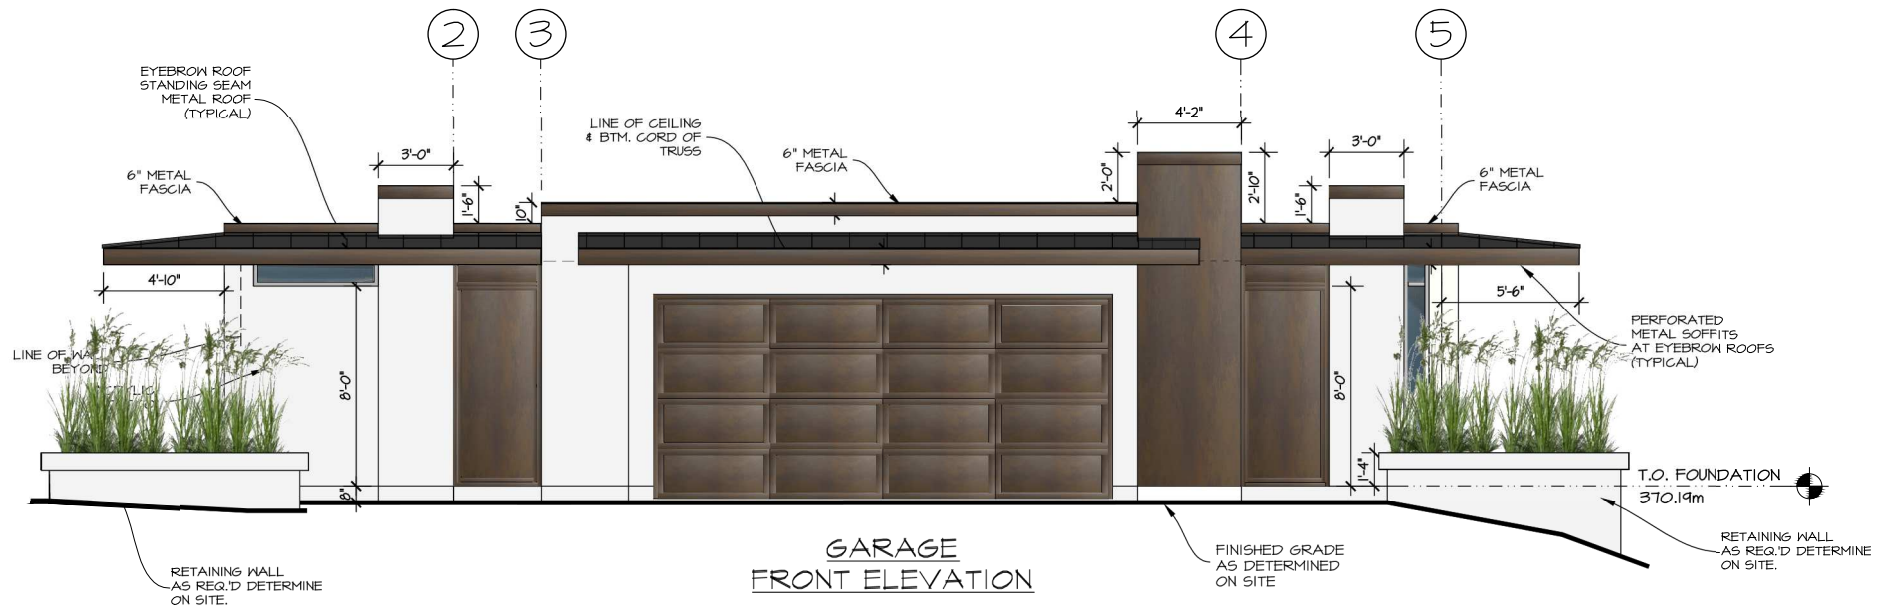 2
3
4
5
EYEBROW ROOF
STANDING SEAM
METAL ROOF
(TYPICAL)
6" METAL
FASCIA
3'-0"
1'-6"
10"
LINE OF CEILING
& BTM. CORD OF
TRUSS
6" METAL
FASCIA
4'-2"
2'-0"
2'-10"
1'-6"
3'-0"
6" METAL
FASCIA
4'-10"
5'-6"
PERFORATED
METAL SOFFITS
AT EYEBROW ROOFS
(TYPICAL)
LINE OF
BEYOND
8'-0"
8"
8'-0"
1'-4"
T.O. FOUNDATION
370.19m
RETAINING WALL
AS REQ.'D DETERMINE
ON SITE.
GARAGE
FRONT ELEVATION
FINISHED GRADE
AS DETERMINED
ON SITE
RETAINING WALL
AS REQ.'D DETERMINE
ON SITE.